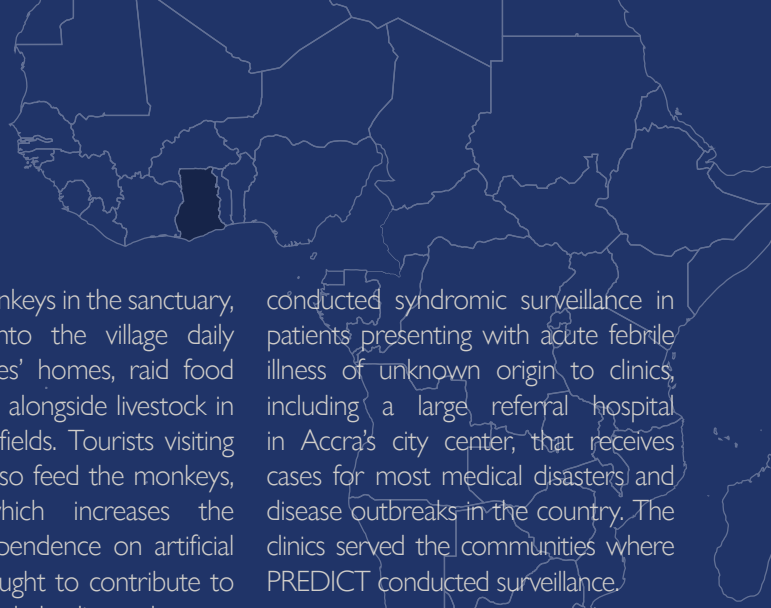 nkeys in the sanctuary,
nto the village daily
es' homes, raid food
alongside livestock in
fields. Tourists visiting
so feed the monkeys,
hich increases the
pendence on artificial
ught to contribute to
conducted syndromic surveillance in
patients presenting with acute febrile
illness of unknown origin to clinics,
including a large referral hospital
in Accra's city center, that receives
cases for most medical disasters and
disease outbreaks in the country. The
clinics served the communities where
PREDICT conducted surveillance.